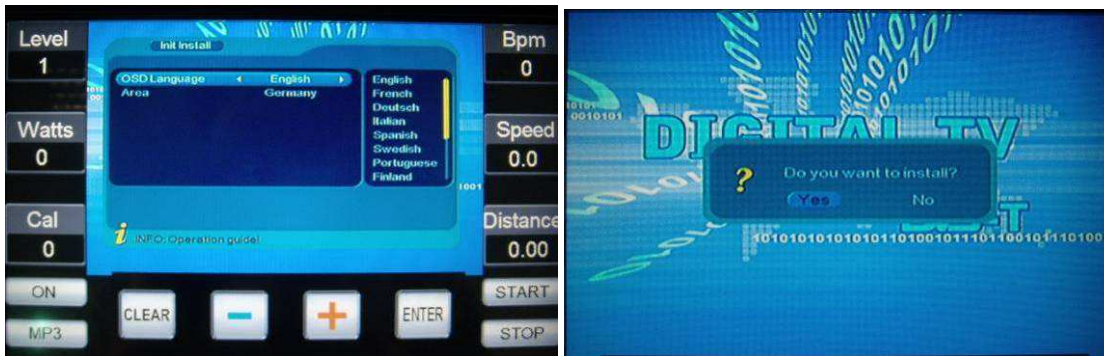 Level
1
Watts
0
Cal
0
ON
MP3
Init Install
OSD Language English
Area Germany
English
French
Deutsch
Italian
Spanish
Swedish
Portuguese
Finland
INFO: Operation guide!
CLEAR
-
+
ENTER
Bpm
0
Speed
0.0
Distance
0.00
START
STOP
DIGITAL TV
? Do you want to install?
Yes No